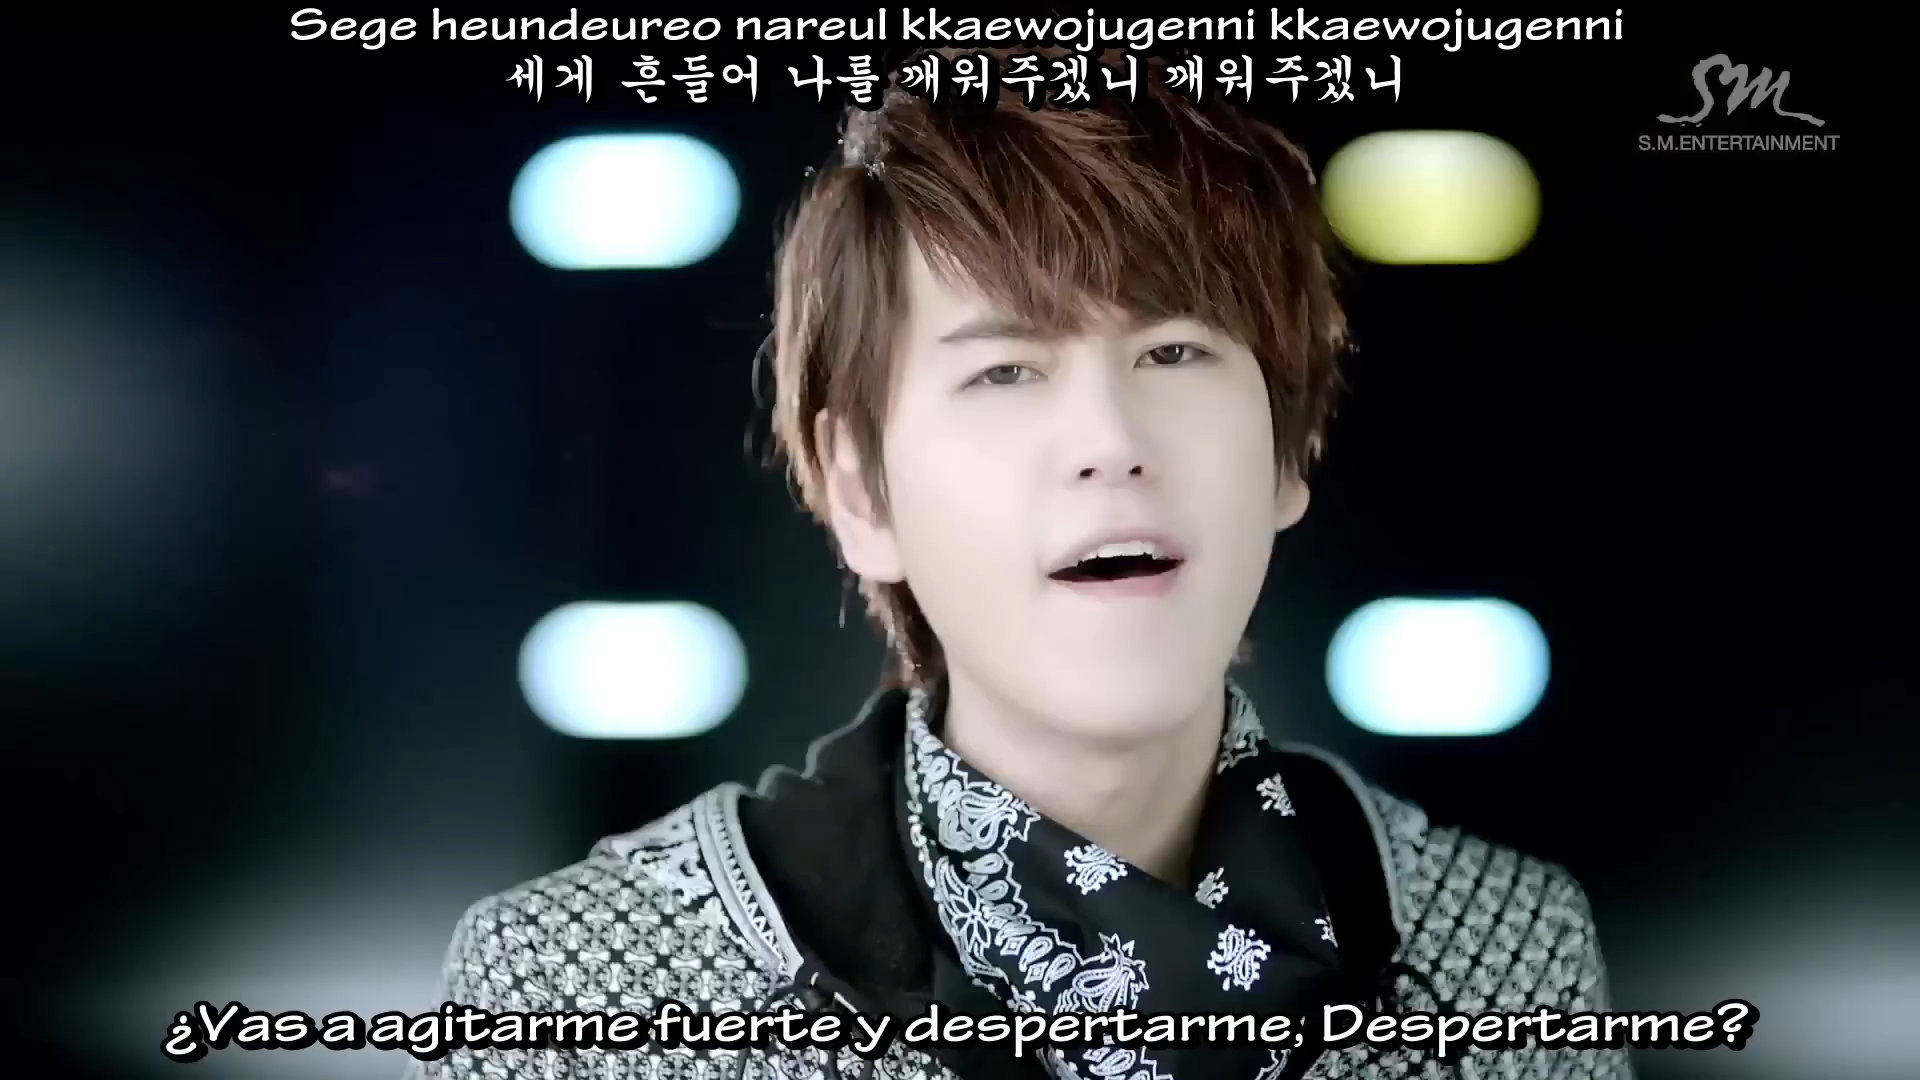 Sege heundeureo nareul kkaewojugenni kkaewojugenni
세게 흔들어 나를 깨워주겠니 깨워주겠니
SM
S.M.ENTERTAINMENT
¿Vas a agitarme fuerte y despertarme, Despertarme?